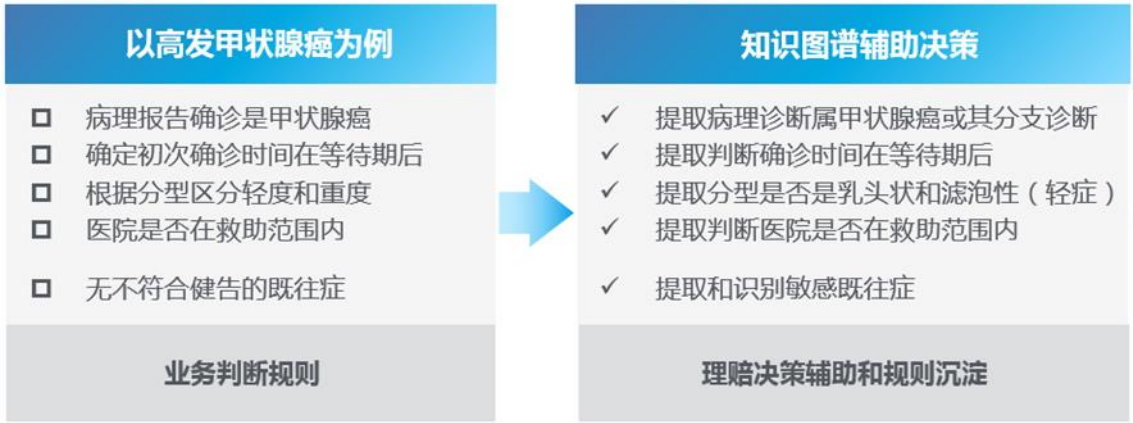 以高发甲状腺癌为例
病理报告确诊是甲状腺癌
确定初次确诊时间在等待期后
根据分型区分轻度和重度
医院是否在救助范围内
无不符合健告的既往症
业务判断规则
知识图谱辅助决策
提取病理诊断属甲状腺癌或其分支诊断
提取判断确诊时间在等待期后
提取分型是否是乳头状和滤泡性（轻症）
提取判断医院是否在救助范围内
提取和识别敏感既往症
理赔决策辅助和规则沉淀